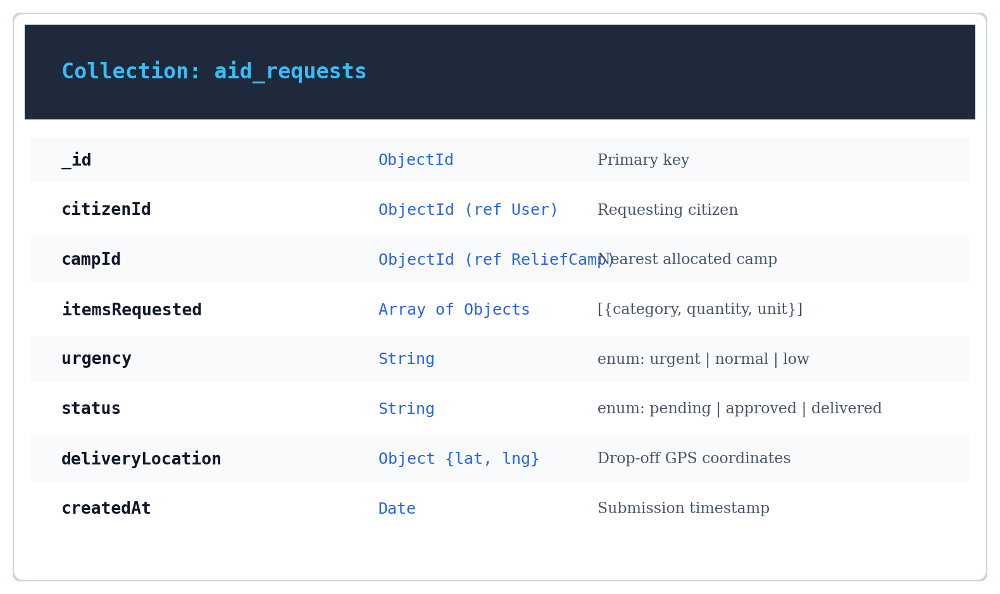 Collection: aid_requests
_id ObjectId Primary key
citizenId ObjectId (ref User) Requesting citizen
campId ObjectId (ref ReliefCamp) Nearest allocated camp
itemsRequested Array of Objects [{category, quantity, unit}]
urgency String enum: urgent | normal | low
status String enum: pending | approved | delivered
deliveryLocation Object {lat, lng} Drop-off GPS coordinates
createdAt Date Submission timestamp